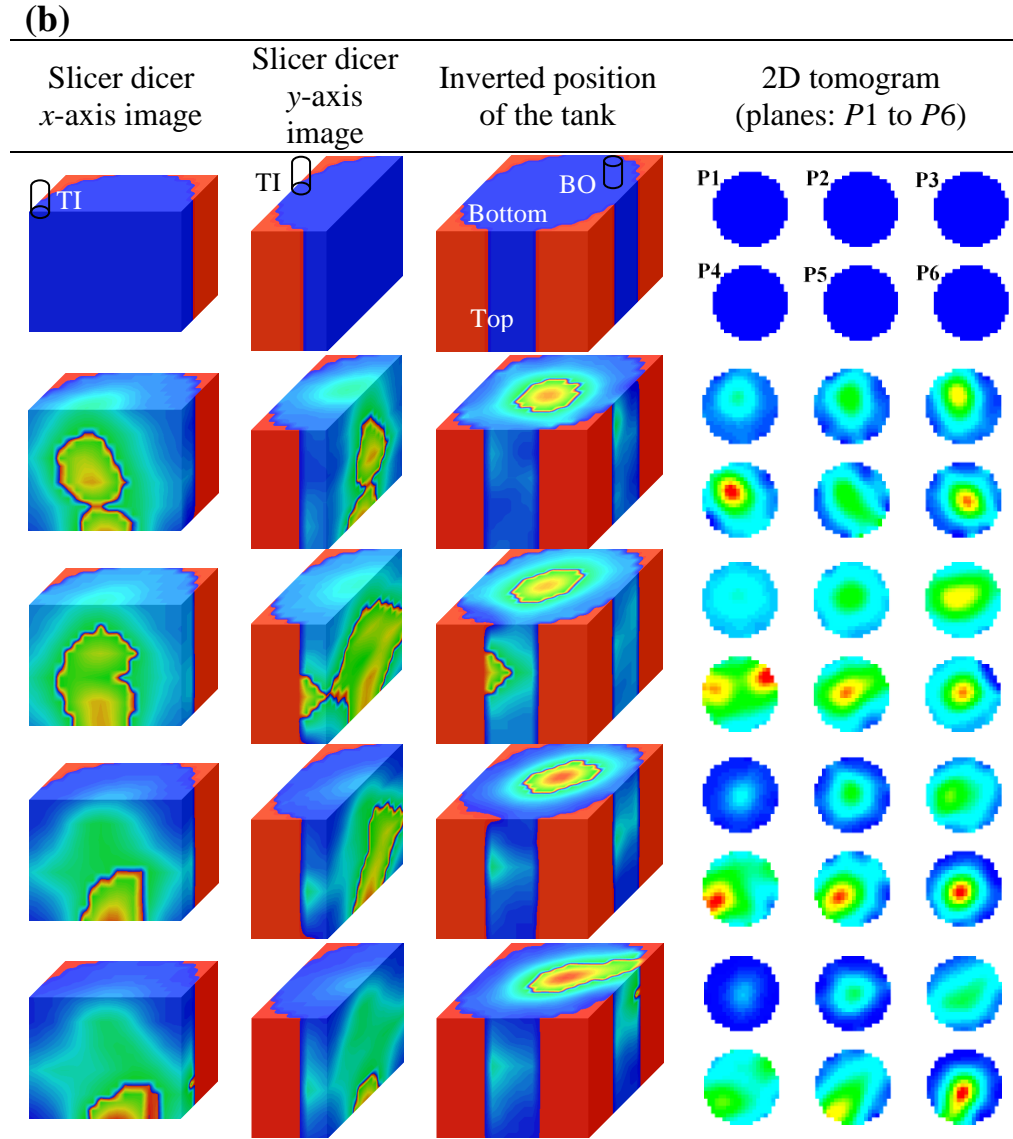 (b)
Slicer dicer
x-axis image
Slicer dicer
y-axis
image
Inverted position
of the tank
2D tomogram
(planes: P1 to P6)
TI
TI
BO
Bottom
Top
P1
P2
P3
P4
P5
P6